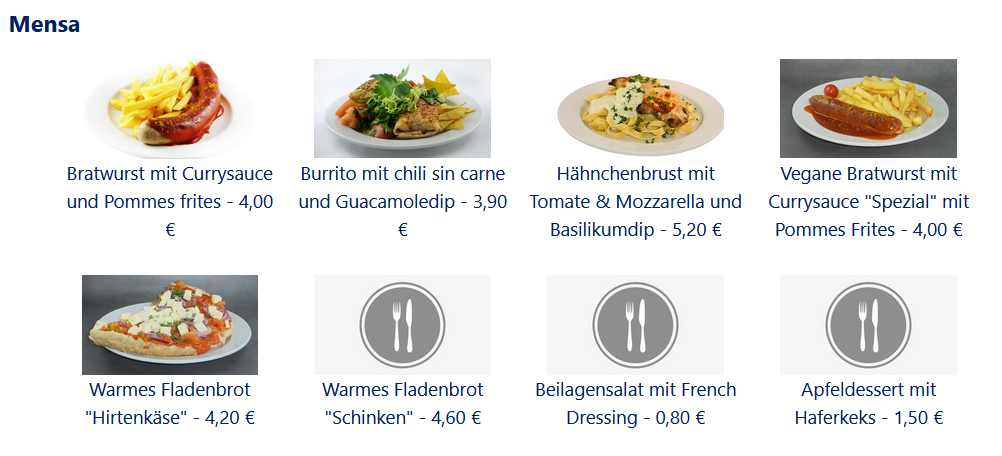 Mensa
Bratwurst mit Currysauce
und Pommes frites - 4,00
€
Burrito mit chili sin carne
und Guacamoledip - 3,90
€
Hähnchenbrust mit
Tomate & Mozzarella und
Basilikumdip - 5,20 €
Vegane Bratwurst mit
Currysauce "Spezial" mit
Pommes Frites - 4,00 €
Warmes Fladenbrot
"Hirtenkäse" - 4,20 €
Warmes Fladenbrot
"Schinken" - 4,60 €
Beilagensalat mit French
Dressing - 0,80 €
Apfeldessert mit
Haferkeks - 1,50 €